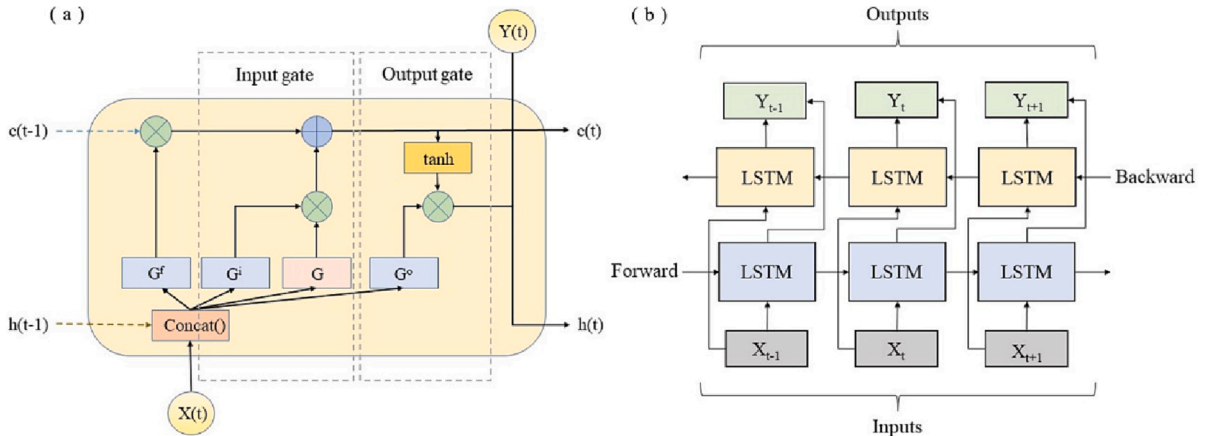 ( a )
Y(t)
Input gate
Output gate
c(t-1)
c(t)
tanh
Gᶠ
Gⁱ
G
Gᵒ
h(t-1)
Concat()
h(t)
X(t)
( b )
Outputs
Yₜ₋₁
Yₜ
Yₜ₊₁
LSTM
LSTM
LSTM
Backward
Forward
LSTM
LSTM
LSTM
Xₜ₋₁
Xₜ
Xₜ₊₁
Inputs